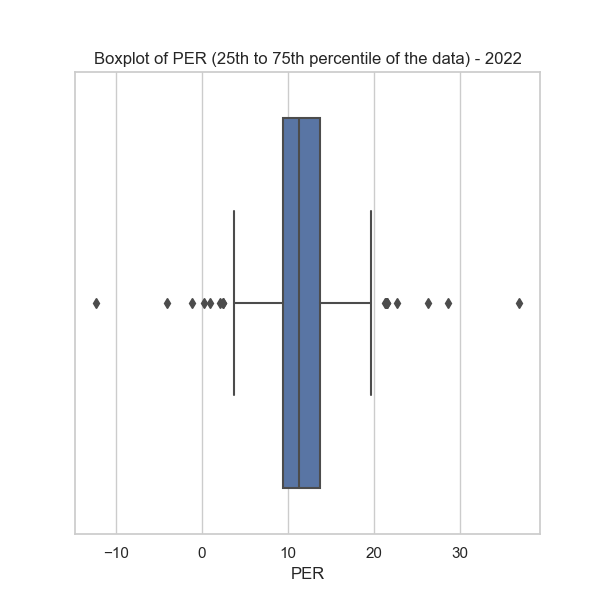 Boxplot of PER (25th to 75th percentile of the data) - 2022
−10 0 10 20 30
PER